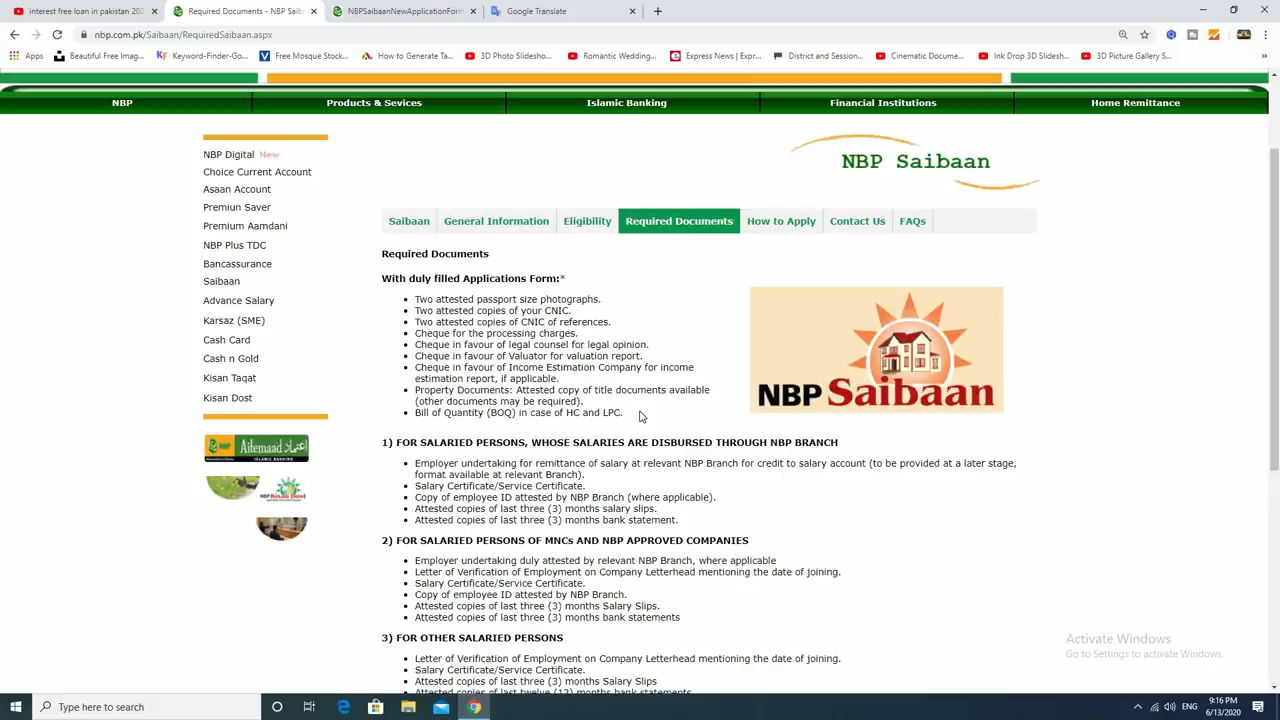 interest free loan in pakistan 202
Required Documents - NBP Saiba
NBPSaibaanNewApplicationForm
Google Translate
nbp.com.pk/Saibaan/RequiredSaibaan.aspx
Apps
Beautiful Free Imag...
Keyword-Finder-Go...
Free Mosque Stock...
How to Generate Ta...
3D Photo Slidesho...
Romantic Wedding...
Express News | Expr...
District and Session...
Cinematic Docume...
Ink Drop 3D Slidesh...
3D Picture Gallery S...
NBP
Products & Sevices
Islamic Banking
Financial Institutions
Home Remittance
NBP Digital New
Choice Current Account
Asaan Account
Premiun Saver
Premium Aamdani
NBP Plus TDC
Bancassurance
Saibaan
Advance Salary
Karsaz (SME)
Cash Card
Cash n Gold
Kisan Taqat
Kisan Dost
اعتماد Aitemaad
ISLAMIC BANKING
NBP Kisan Dost
NBP Saibaan
Saibaan
General Information
Eligibility
Required Documents
How to Apply
Contact Us
FAQs
Required Documents
With duly filled Applications Form:*
Two attested passport size photographs.
Two attested copies of your CNIC.
Two attested copies of CNIC of references.
Cheque for the processing charges.
Cheque in favour of legal counsel for legal opinion.
Cheque in favour of Valuator for valuation report.
Cheque in favour of Income Estimation Company for income
estimation report, if applicable.
Property Documents: Attested copy of title documents available
(other documents may be required).
Bill of Quantity (BOQ) in case of HC and LPC.
NBP Saibaan
1) FOR SALARIED PERSONS, WHOSE SALARIES ARE DISBURSED THROUGH NBP BRANCH
Employer undertaking for remittance of salary at relevant NBP Branch for credit to salary account (to be provided at a later stage,
format available at relevant Branch).
Salary Certificate/Service Certificate.
Copy of employee ID attested by NBP Branch (where applicable).
Attested copies of last three (3) months salary slips.
Attested copies of last three (3) months bank statement.
2) FOR SALARIED PERSONS OF MNCs AND NBP APPROVED COMPANIES
Employer undertaking duly attested by relevant NBP Branch, where applicable
Letter of Verification of Employment on Company Letterhead mentioning the date of joining.
Salary Certificate/Service Certificate.
Copy of employee ID attested by NBP Branch.
Attested copies of last three (3) months Salary Slips.
Attested copies of last three (3) months bank statements
3) FOR OTHER SALARIED PERSONS
Letter of Verification of Employment on Company Letterhead mentioning the date of joining.
Salary Certificate/Service Certificate.
Attested copies of last three (3) months Salary Slips
Attested copies of last twelve (12) months bank statements
Activate Windows
Go to Settings to activate Windows.
Type here to search
ENG
9:16 PM
6/13/2020